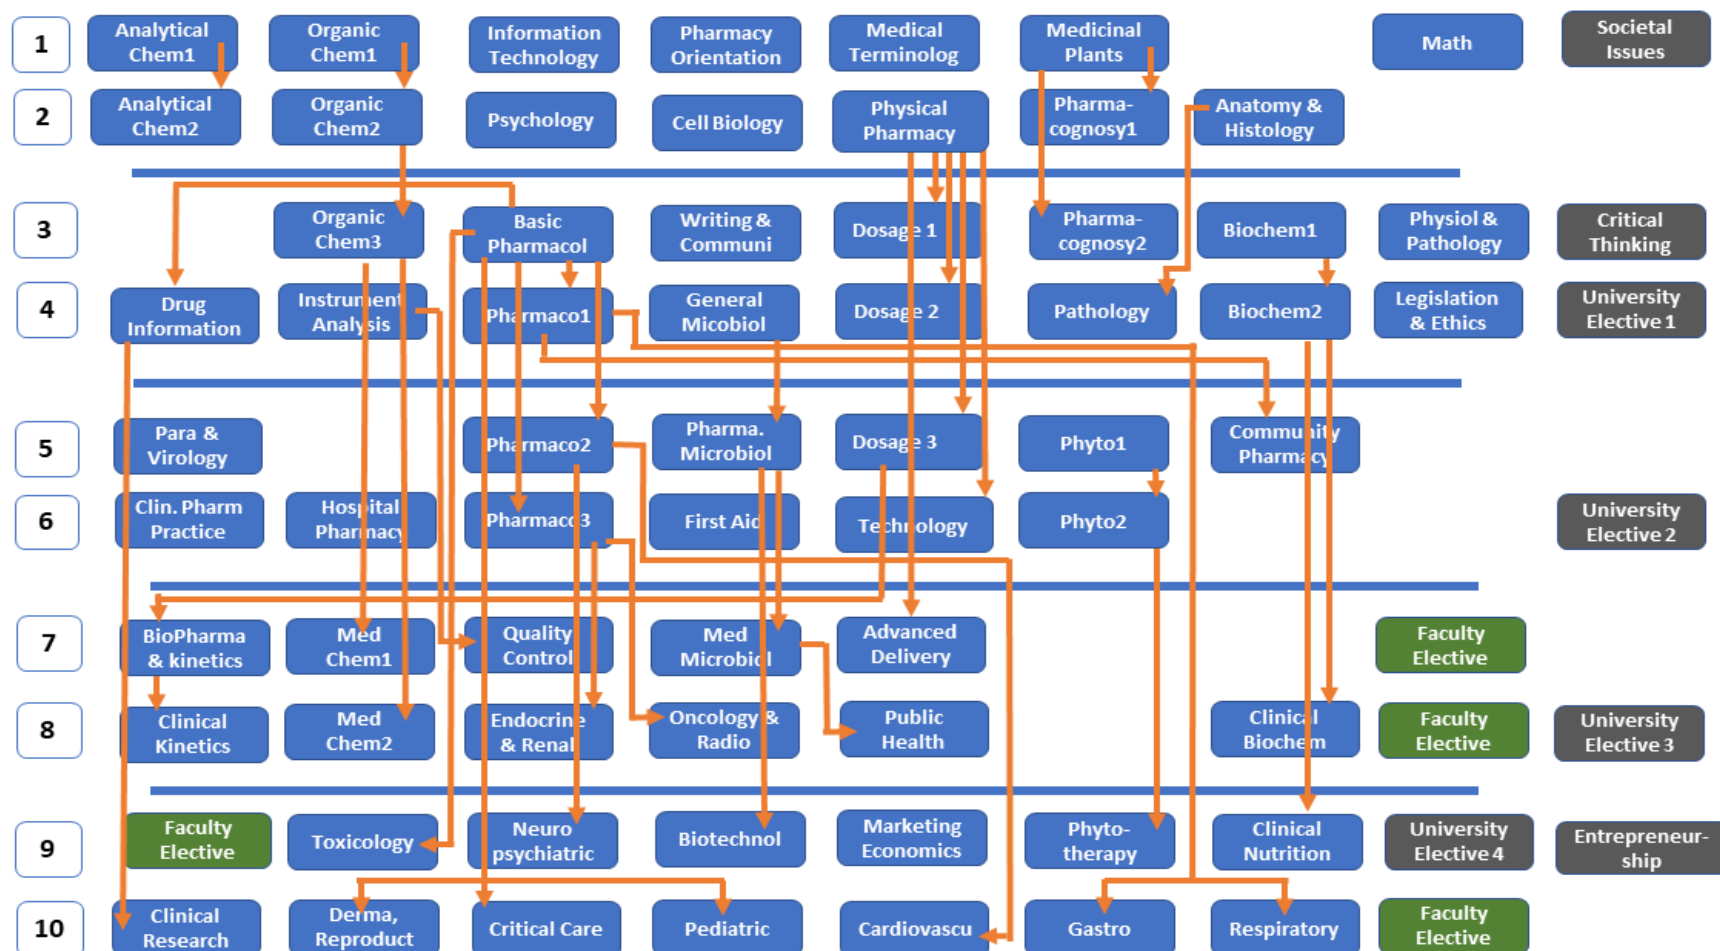 1
Analytical
Chem1
Organic
Chem1
Information
Technology
Pharmacy
Orientation
Medical
Terminolog
Medicinal
Plants
Math
Societal
Issues
2
Analytical
Chem2
Organic
Chem2
Psychology
Cell Biology
Physical
Pharmacy
Pharma-
cognosy1
Anatomy &
Histology
3
Organic
Chem3
Basic
Pharmacol
Writing &
Communi
Dosage 1
Pharma-
cognosy2
Biochem1
Physiol &
Pathology
Critical
Thinking
4
Drug
Information
Instrument
Analysis
Pharmaco1
General
Micobiol
Dosage 2
Pathology
Biochem2
Legislation
& Ethics
University
Elective 1
5
Para &
Virology
Pharmaco2
Pharma.
Microbiol
Dosage 3
Phyto1
Community
Pharmacy
6
Clin. Pharm
Practice
Hospital
Pharmacy
Pharmaco3
First Aid
Technology
Phyto2
University
Elective 2
7
BioPharma
& kinetics
Med
Chem1
Quality
Control
Med
Microbiol
Advanced
Delivery
Faculty
Elective
8
Clinical
Kinetics
Med
Chem2
Endocrine
& Renal
Oncology &
Radio
Public
Health
Clinical
Biochem
Faculty
Elective
University
Elective 3
9
Faculty
Elective
Toxicology
Neuro
psychiatric
Biotechnol
Marketing
Economics
Phyto-
therapy
Clinical
Nutrition
University
Elective 4
Entrepreneur-
ship
10
Clinical
Research
Derma,
Reproduct
Critical Care
Pediatric
Cardiovascu
Gastro
Respiratory
Faculty
Elective